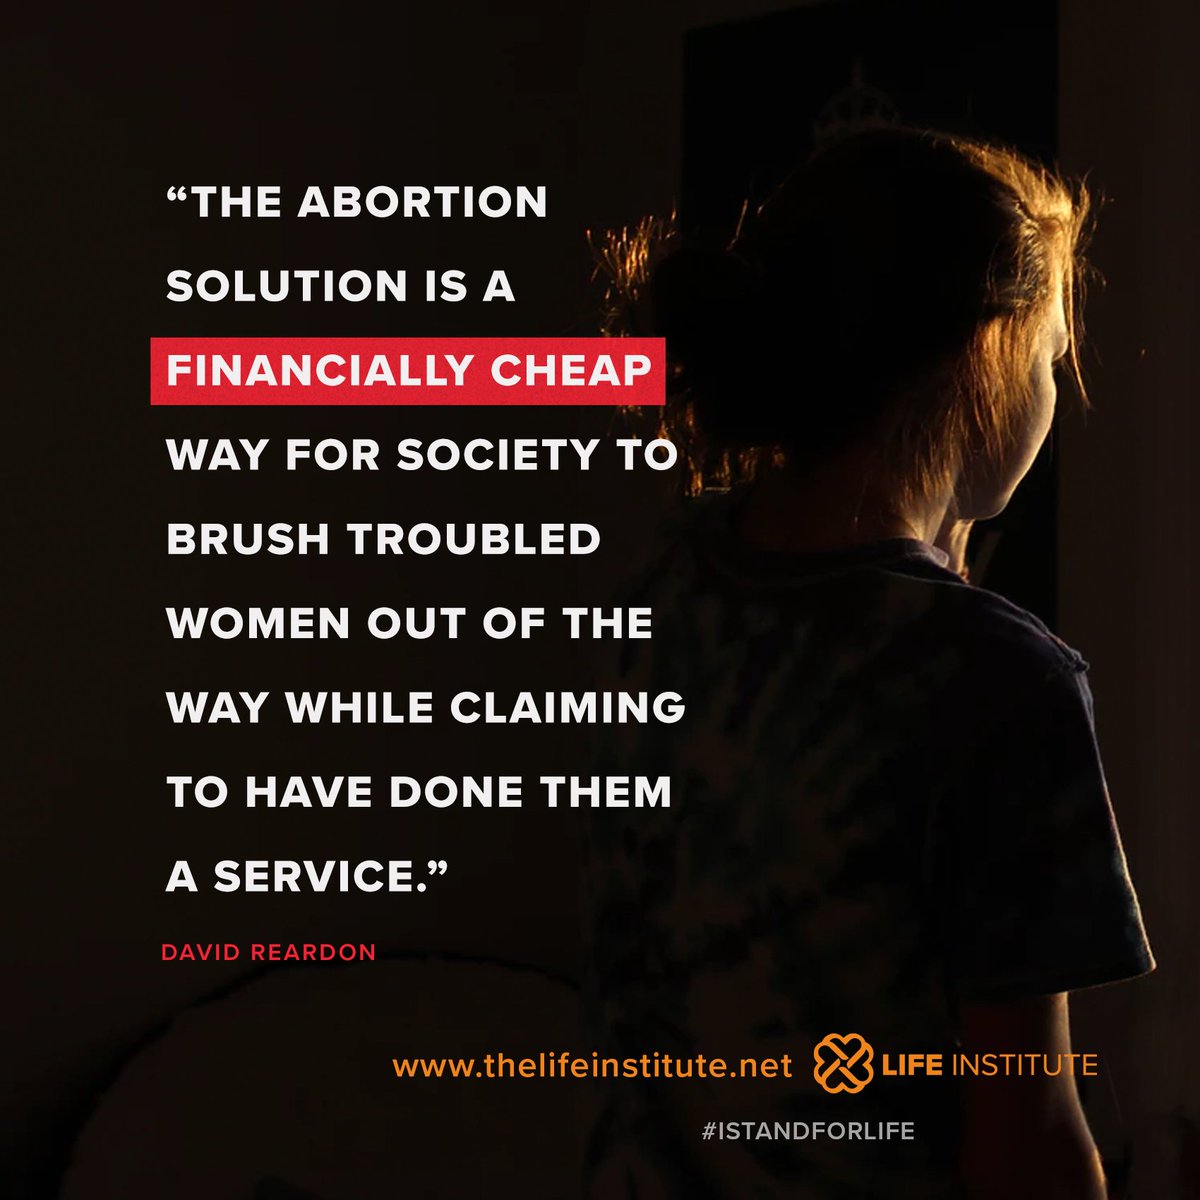 “THE ABORTION
SOLUTION IS A
FINANCIALLY CHEAP
WAY FOR SOCIETY TO
BRUSH TROUBLED
WOMEN OUT OF THE
WAY WHILE CLAIMING
TO HAVE DONE THEM
A SERVICE.”
DAVID REARDON
www.thelifeinstitute.net LIFE INSTITUTE
#ISTANDFORLIFE